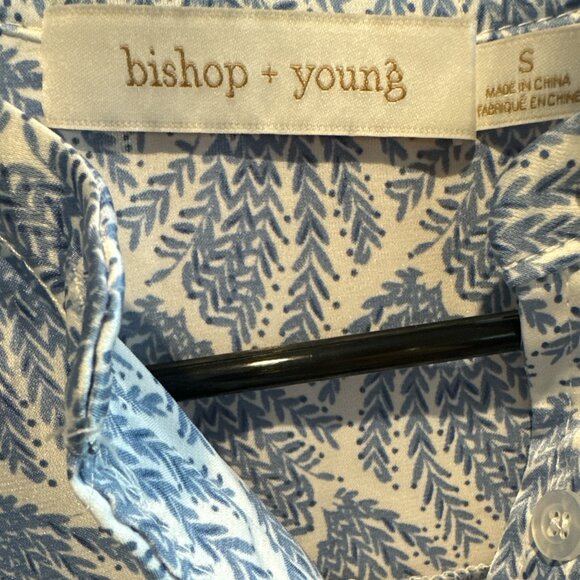 bishop + young
S
MADE IN CHINA
FABRIQUÉ EN CHINE